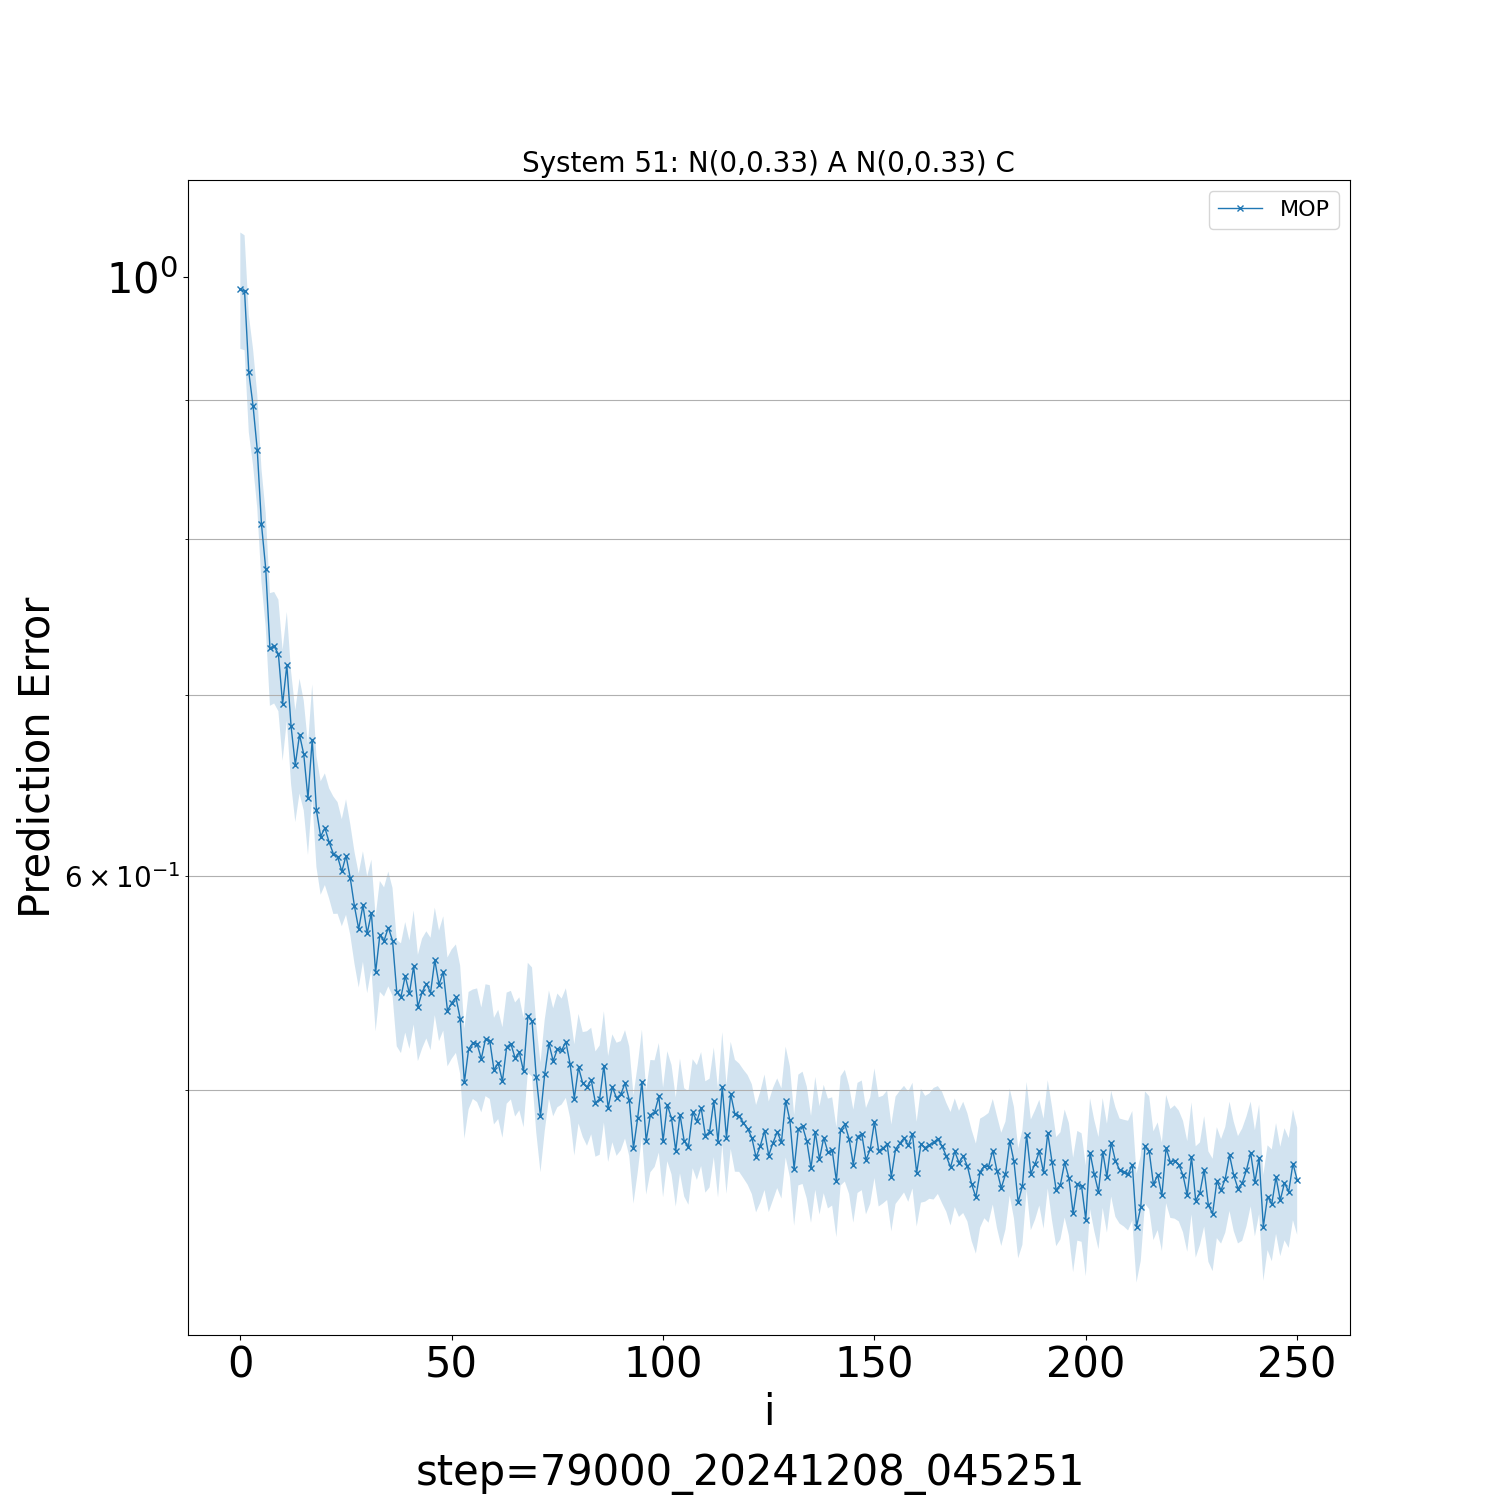 System 51: N(0,0.33) A N(0,0.33) C
MOP
10⁰
6 × 10⁻¹
Prediction Error
0 50 100 150 200 250
i
step=79000_20241208_045251